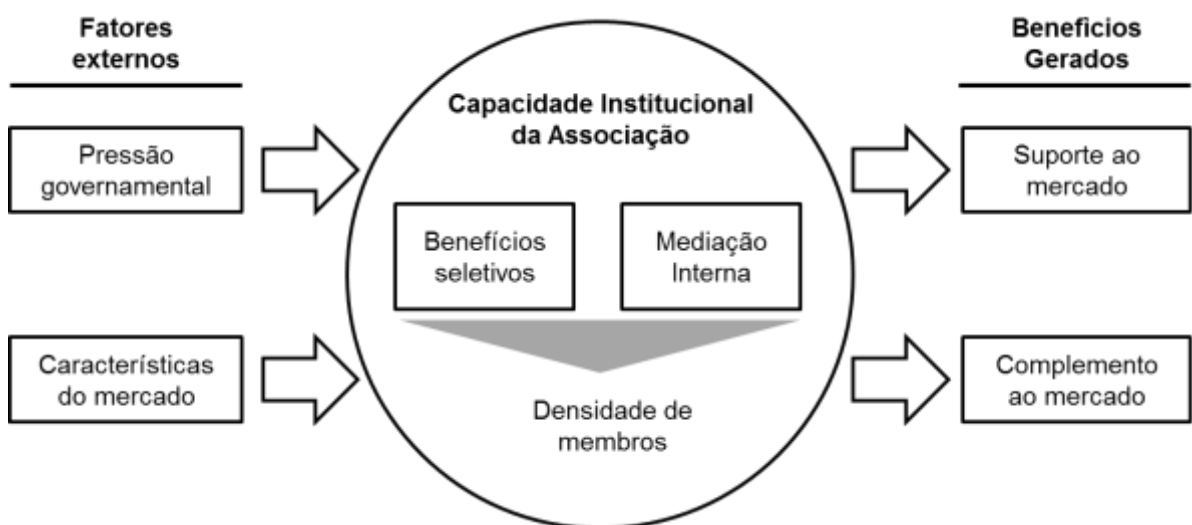 Fatores
externos
Pressão
governamental
Características
do mercado
Capacidade Institucional
da Associação
Benefícios
seletivos
Mediação
Interna
Densidade de
membros
Beneficios
Gerados
Suporte ao
mercado
Complemento
ao mercado